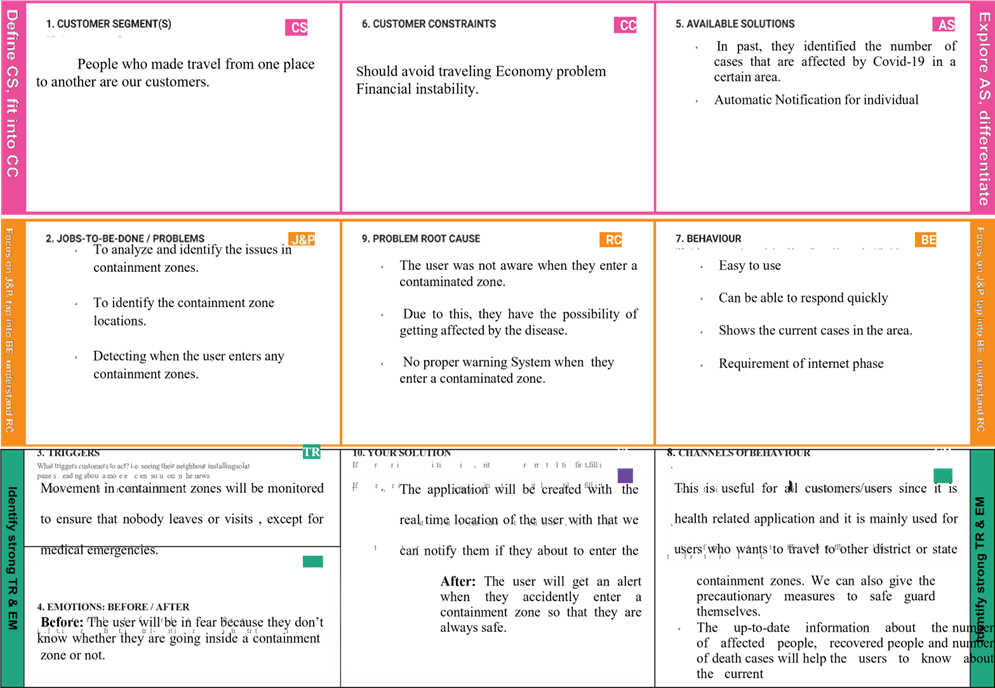 Define CS, fit into CC
1. CUSTOMER SEGMENT(S)
CS
People who made travel from one place
to another are our customers.
6. CUSTOMER CONSTRAINTS
CC
Should avoid traveling Economy problem
Financial instability.
5. AVAILABLE SOLUTIONS
AS
In past, they identified the number of
cases that are affected by Covid-19 in a
certain area.
Automatic Notification for individual
Explore AS, differentiate
Focus on J&P, tap into BE, understand RC
2. JOBS-TO-BE-DONE / PROBLEMS
J&P
To analyze and identify the issues in
containment zones.
To identify the containment zone
locations.
Detecting when the user enters any
containment zones.
9. PROBLEM ROOT CAUSE
RC
The user was not aware when they enter a
contaminated zone.
Due to this, they have the possibility of
getting affected by the disease.
No proper warning System when they
enter a contaminated zone.
7. BEHAVIOUR
BE
Easy to use
Can be able to respond quickly
Shows the current cases in the area.
Requirement of internet phase
Focus on J&P, tap into BE, understand RC
Identify strong TR & EM
3. TRIGGERS
TR
What triggers customers to act? i.e. seeing their neighbour installing solar
Movement in containment zones will be monitored
to ensure that nobody leaves or visits , except for
medical emergencies.
4. EMOTIONS: BEFORE / AFTER
Before: The user will be in fear because they don't
know whether they are going inside a containment
zone or not.
10. YOUR SOLUTION
The application will be created with the
real time location of the user with that we
can notify them if they about to enter the
After: The user will get an alert
when they accidently enter a
containment zone so that they are
always safe.
8. CHANNELS Of BEHAVIOUR
This is useful for all customers/users since it is
health related application and it is mainly used for
users who wants to travel to other district or state
containment zones. We can also give the
precautionary measures to safe guard
themselves.
The up-to-date information about the number
of affected people, recovered people and number
of death cases will help the users to know about
the current
Identify strong TR & EM